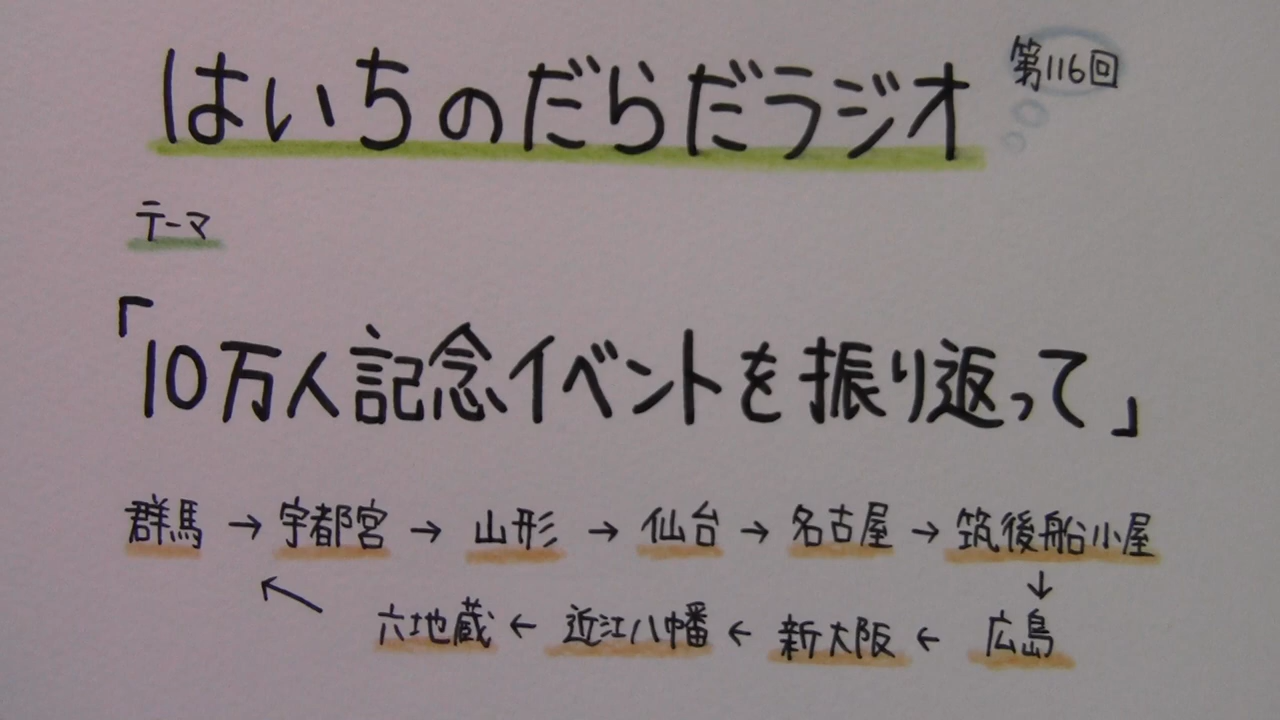 はいちのだらだラジオ 第116回
テーマ
「10万人記念イベントを振り返って」
群馬 → 宇都宮 → 山形 → 仙台 → 名古屋 → 筑後船小屋
↖ 六地蔵 ← 近江八幡 ← 新大阪 ← 広島 ↓